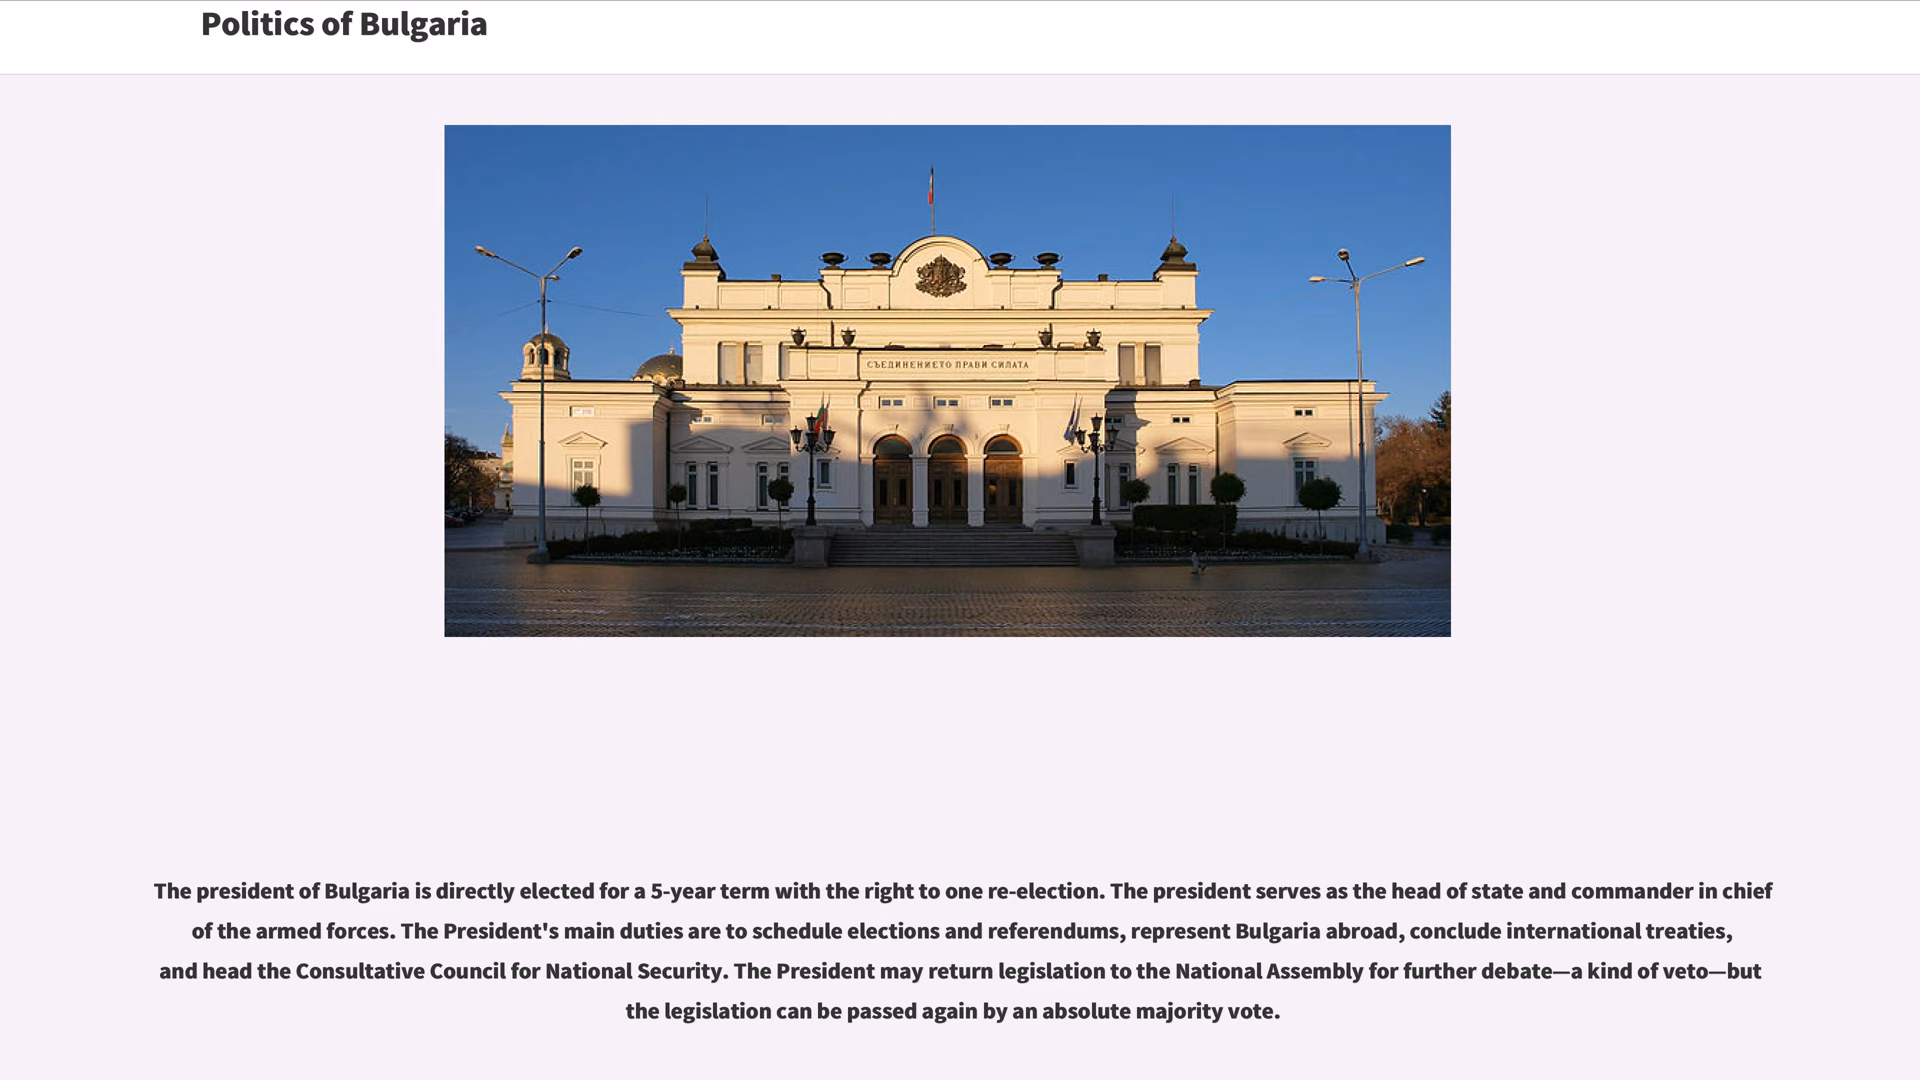 Politics of Bulgaria
СЪЕДИНЕНИЕТО ПРАВИ СИЛАТА
The president of Bulgaria is directly elected for a 5-year term with the right to one re-election. The president serves as the head of state and commander in chief
of the armed forces. The President's main duties are to schedule elections and referendums, represent Bulgaria abroad, conclude international treaties,
and head the Consultative Council for National Security. The President may return legislation to the National Assembly for further debate—a kind of veto—but
the legislation can be passed again by an absolute majority vote.